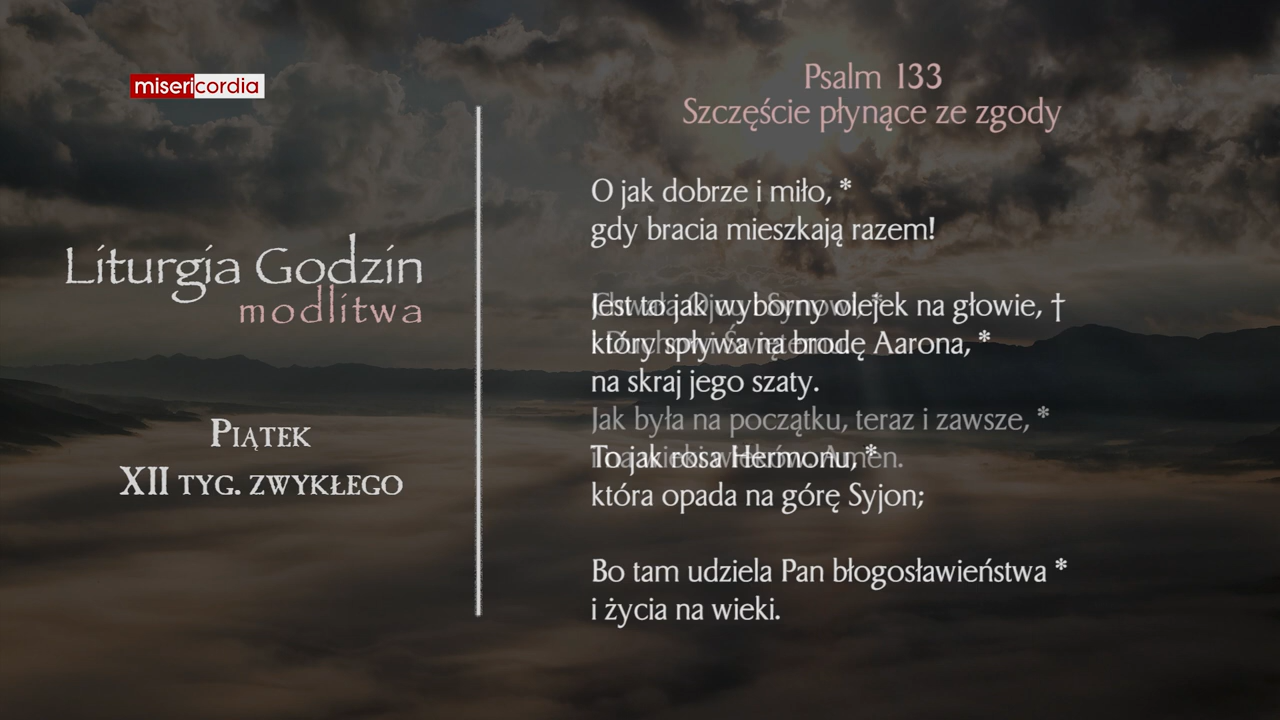 misericordia
Liturgia Godzin
modlitwa
Piątek
XII tyg. zwykłego
Psalm 133
Szczęście płynące ze zgody
O jak dobrze i miło, *
gdy bracia mieszkają razem!
Jest to jak wyborny olejek na głowie, †
który spływa na brodę Aarona, *
na skraj jego szaty.
Jak była na początku, teraz i zawsze, *
To jak rosa Hermonu, *
która opada na górę Syjon;
Bo tam udziela Pan błogosławieństwa *
i życia na wieki.